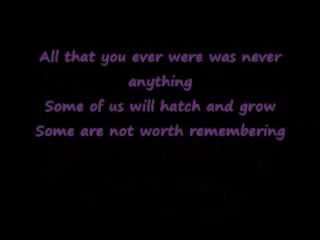 All that you ever were was never
anything
Some of us will hatch and grow
Some are not worth remembering